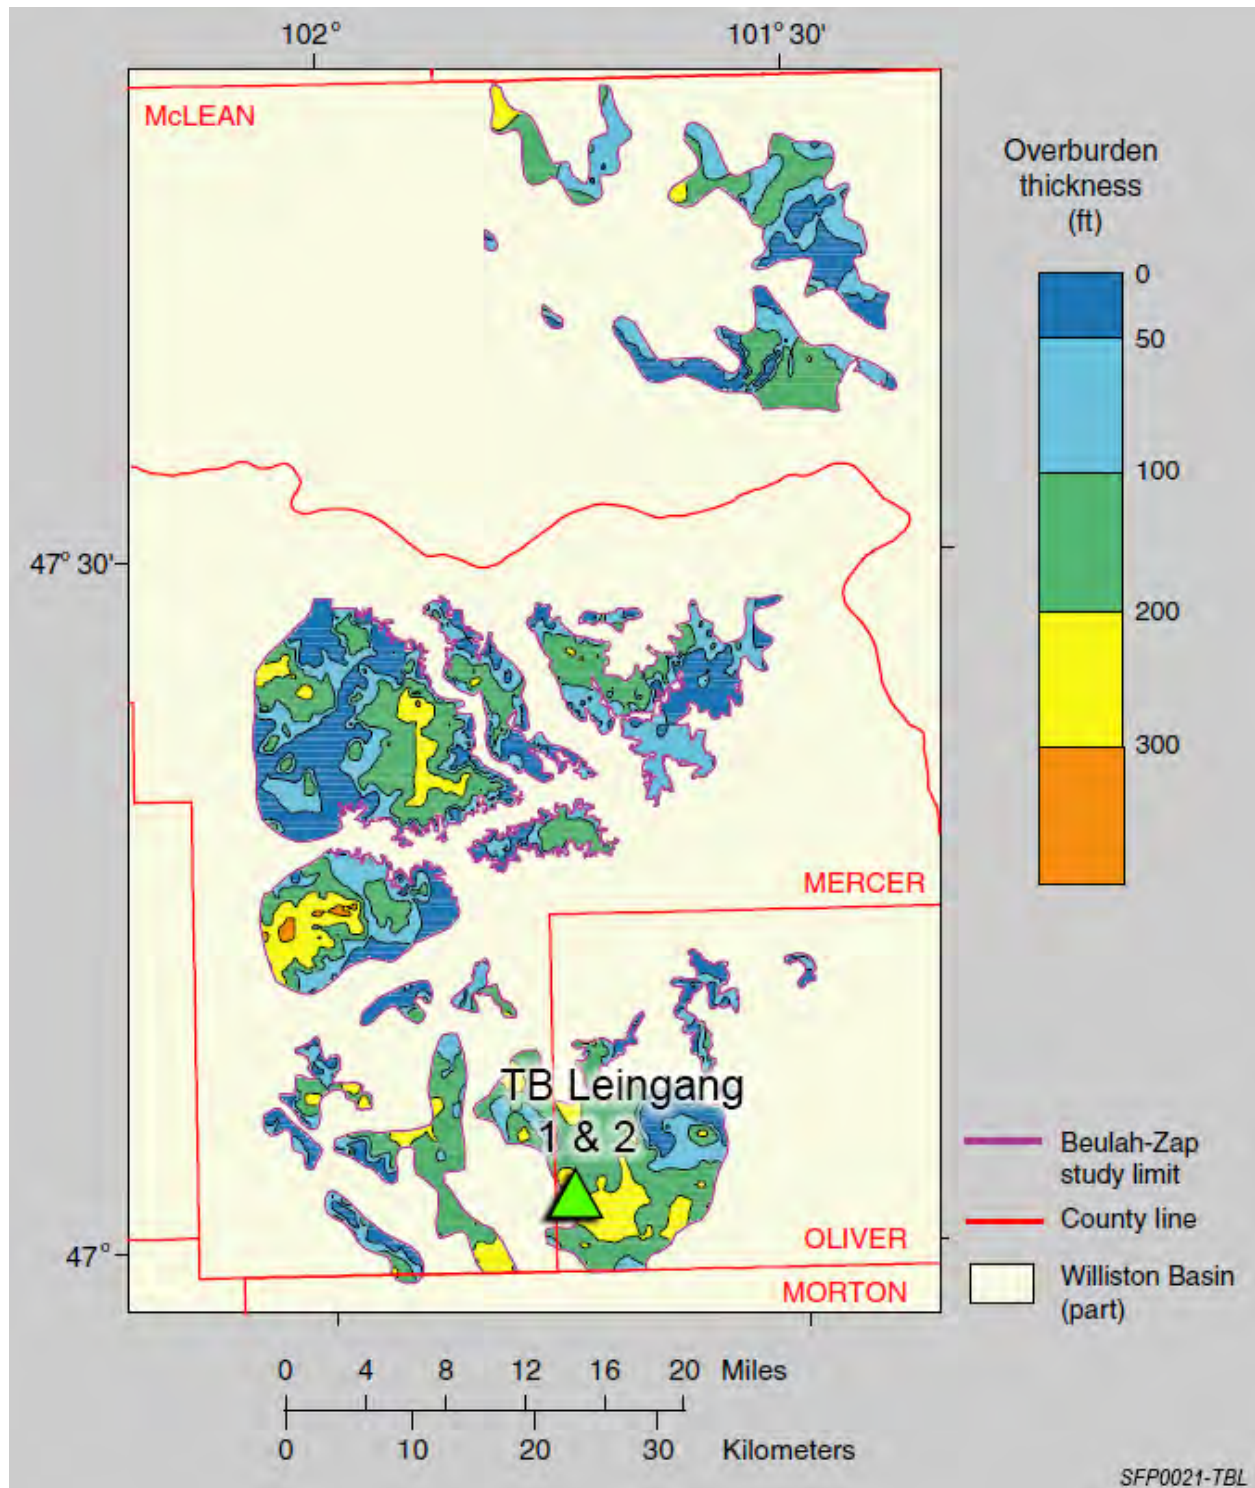 102°
101° 30'
McLEAN
Overburden
thickness
(ft)
0
50
100
200
300
47° 30'
MERCER
TB Leingang
1 & 2
Beulah-Zap
study limit
County line
OLIVER
47°
Williston Basin
(part)
MORTON
0 4 8 12 16 20 Miles
0 10 20 30 Kilometers
SFP0021-TBL